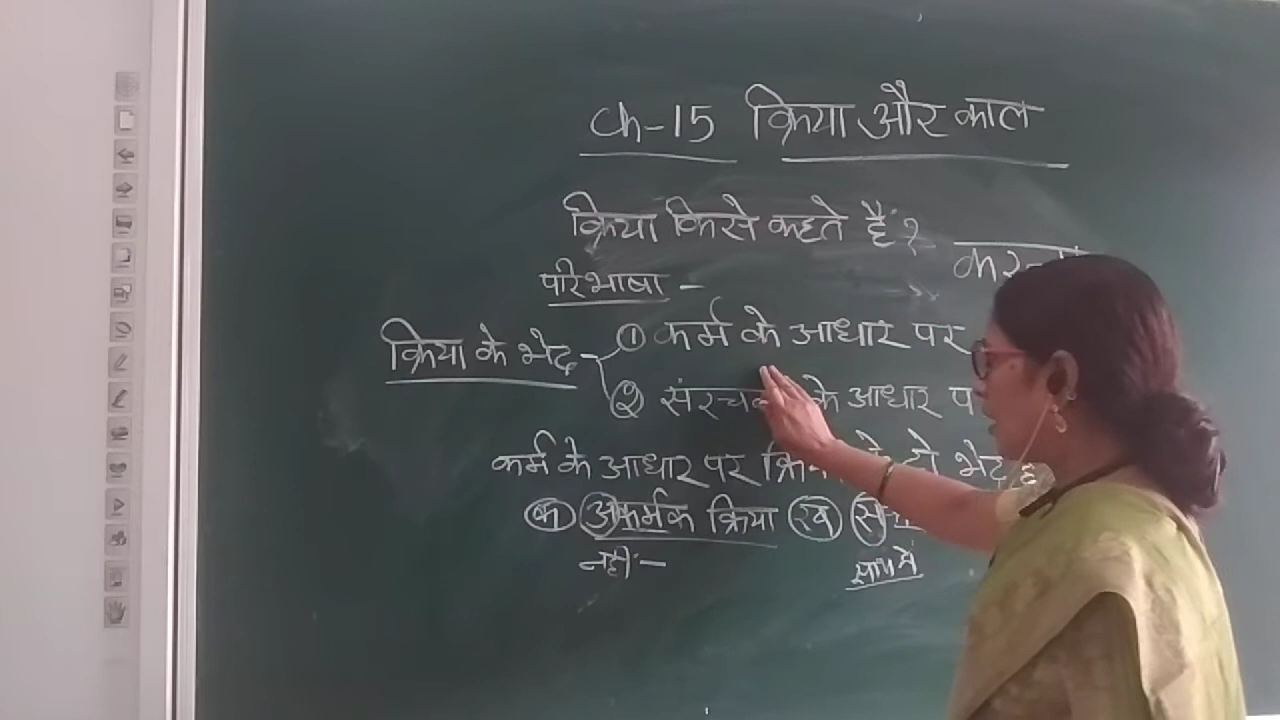 Ch-15 क्रिया और काल
क्रिया किसे कहते हैं?
परिभाषा -
क्रिया के भेद - ① कर्म के आधार पर
② के आधार
कर्म के आधार पर भेद
(क) अकर्मक क्रिया (ख)
नहीं -
साथ में